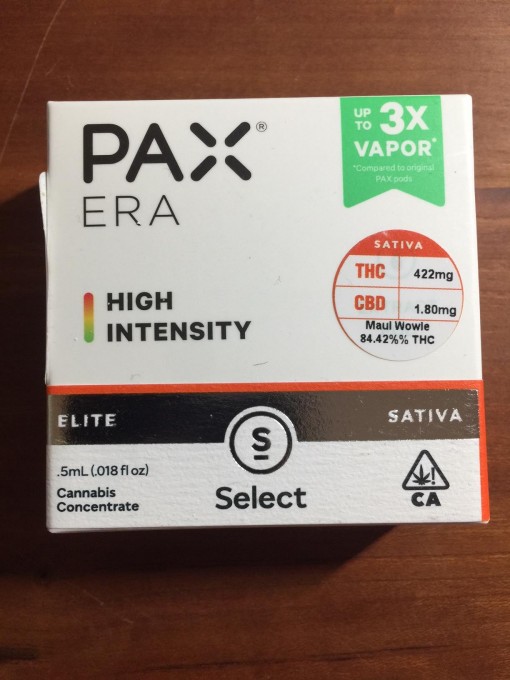 PAX®
ERA
UP TO 3X
VAPOR*
*Compared to original
PAX pods
SATIVA
THC 422mg
CBD 1.80mg
Maui Wowie
84.42%% THC
HIGH
INTENSITY
ELITE
SATIVA
S
.5mL (.018 fl oz)
Cannabis
Concentrate
Select
CA